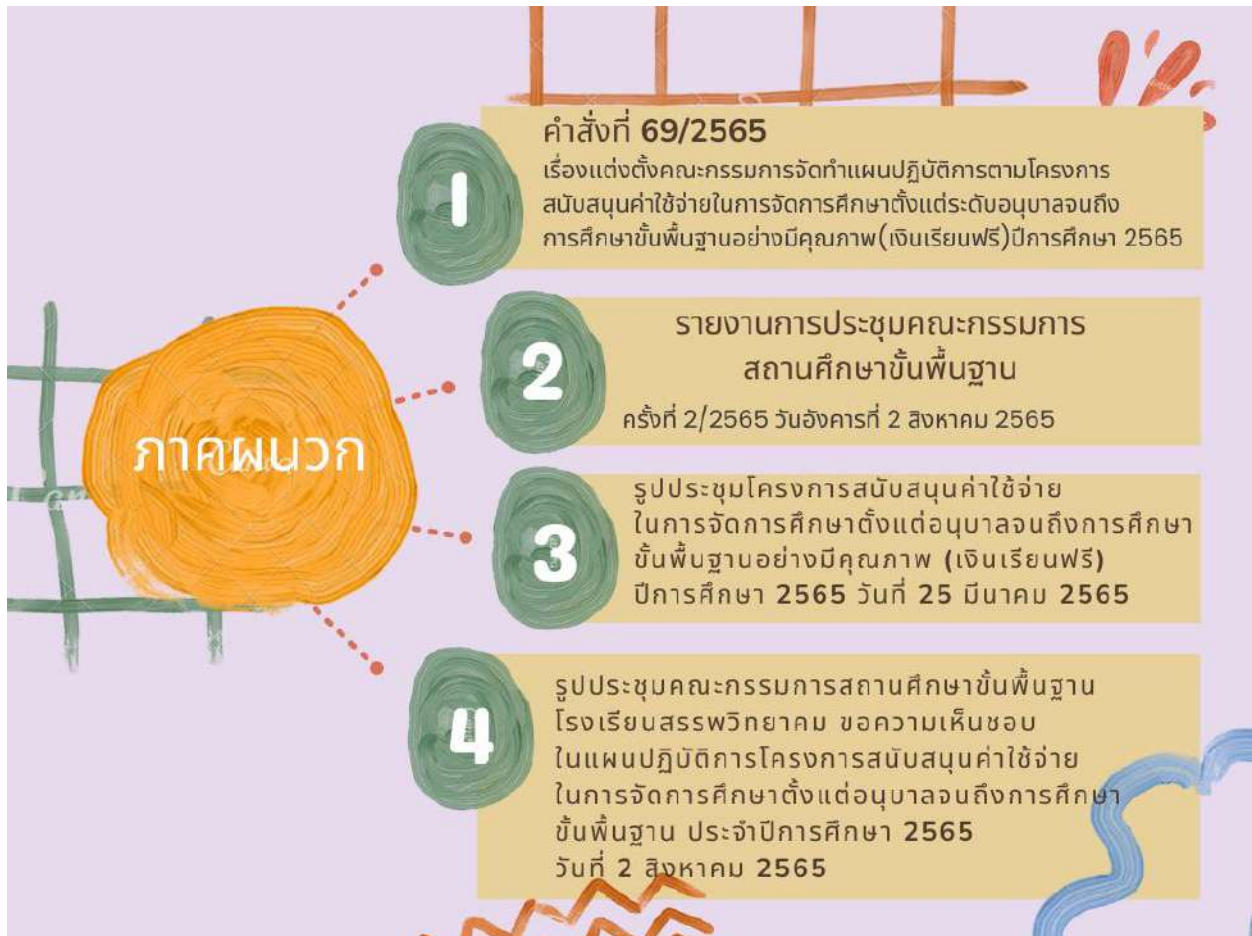 ภาคผนวก
1
คำสั่งที่ 69/2565
เรื่องแต่งตั้งคณะกรรมการจัดทำแผนปฏิบัติการตามโครงการ
สนับสนุนค่าใช้จ่ายในการจัดการศึกษาตั้งแต่ระดับอนุบาลจนถึง
การศึกษาขั้นพื้นฐานอย่างมีคุณภาพ(เงินเรียนฟรี)ปีการศึกษา 2565
2
รายงานการประชุมคณะกรรมการ
สถานศึกษาขั้นพื้นฐาน
ครั้งที่ 2/2565 วันอังคารที่ 2 สิงหาคม 2565
3
รูปประชุมโครงการสนับสนุนค่าใช้จ่าย
ในการจัดการศึกษาตั้งแต่อนุบาลจนถึงการศึกษา
ขั้นพื้นฐานอย่างมีคุณภาพ (เงินเรียนฟรี)
ปีการศึกษา 2565 วันที่ 25 มีนาคม 2565
4
รูปประชุมคณะกรรมการสถานศึกษาขั้นพื้นฐาน
โรงเรียนสรรพวิทยาคม ขอความเห็นชอบ
ในแผนปฏิบัติการโครงการสนับสนุนค่าใช้จ่าย
ในการจัดการศึกษาตั้งแต่อนุบาลจนถึงการศึกษา
ขั้นพื้นฐาน ประจำปีการศึกษา 2565
วันที่ 2 สิงหาคม 2565